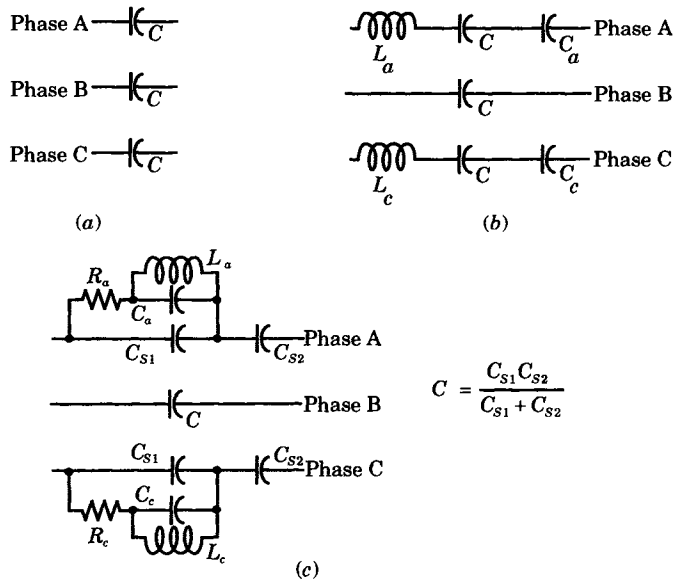 Phase A
C
Phase B
C
Phase C
C
(a)
L_a
C
C_a
Phase A
C
Phase B
L_c
C
C_c
Phase C
(b)
R_a
L_a
C_a
C_S1
C_S2
Phase A
C
Phase B
C_S1
C_S2
Phase C
R_c
C_c
L_c
(c)
C = C_S1 C_S2 / C_S1 + C_S2